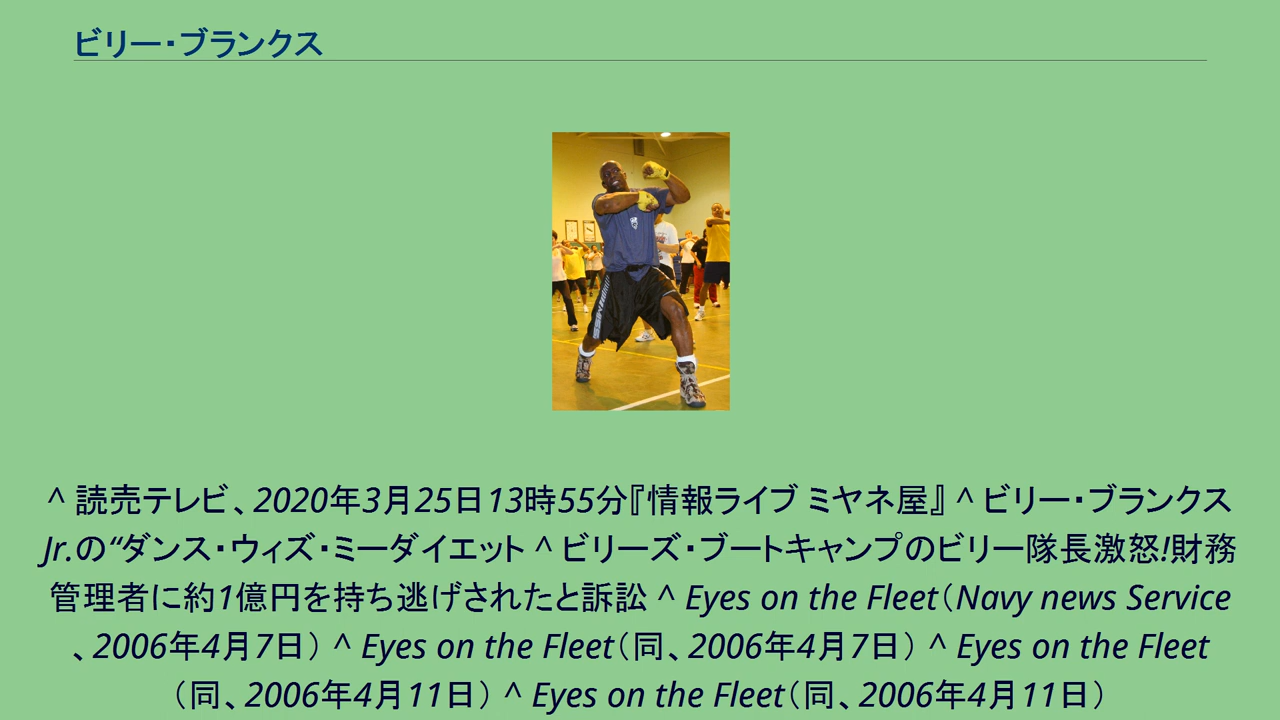 ビリー・ブランクス
^ 読売テレビ、2020年3月25日13時55分『情報ライブ ミヤネ屋』 ^ ビリー・ブランクス
Jr.の“ダンス・ウィズ・ミーダイエット ^ ビリーズ・ブートキャンプのビリー隊長激怒!財務
管理者に約1億円を持ち逃げされたと訴訟 ^ Eyes on the Fleet（Navy news Service
、2006年4月7日） ^ Eyes on the Fleet（同、2006年4月7日） ^ Eyes on the Fleet
（同、2006年4月11日） ^ Eyes on the Fleet（同、2006年4月11日）